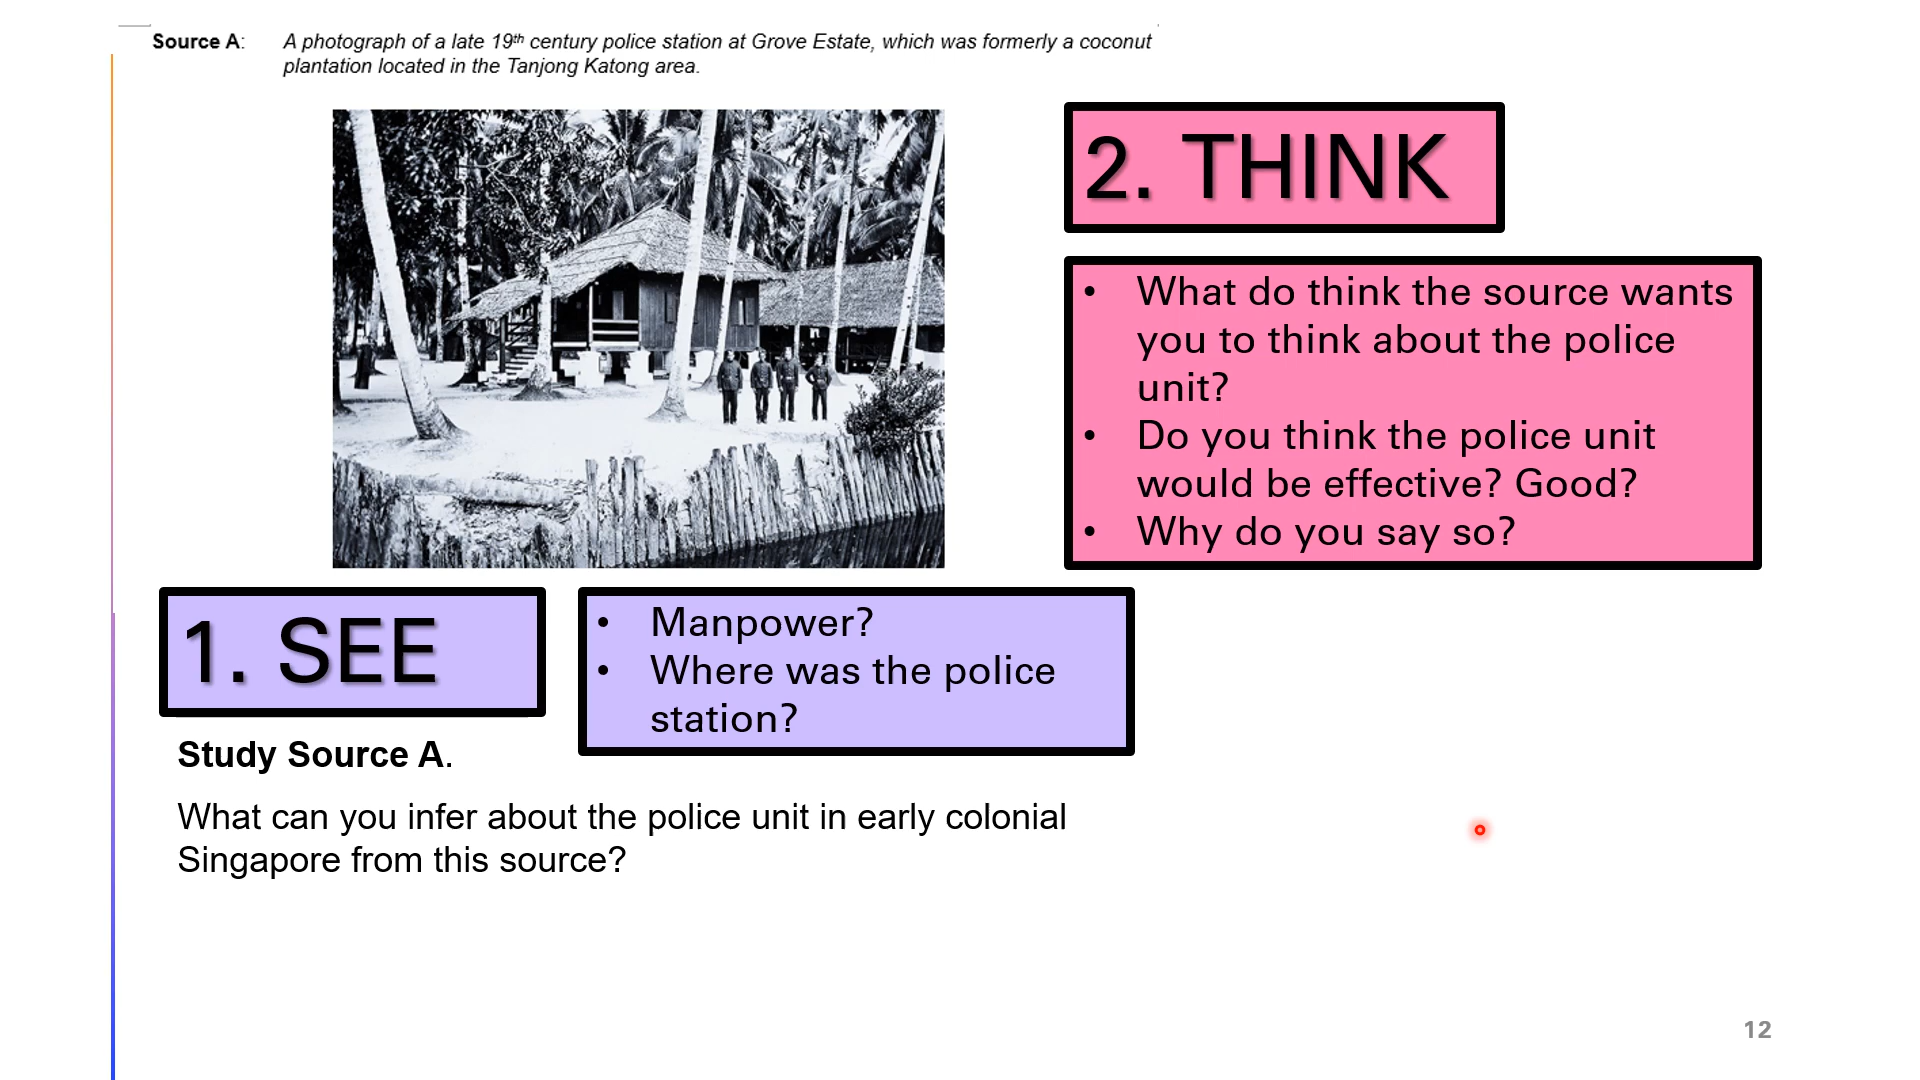 Source A: A photograph of a late 19th century police station at Grove Estate, which was formerly a coconut
plantation located in the Tanjong Katong area.
2. THINK
• What do think the source wants
you to think about the police
unit?
• Do you think the police unit
would be effective? Good?
• Why do you say so?
1. SEE
• Manpower?
• Where was the police
station?
Study Source A.
What can you infer about the police unit in early colonial
Singapore from this source?
12